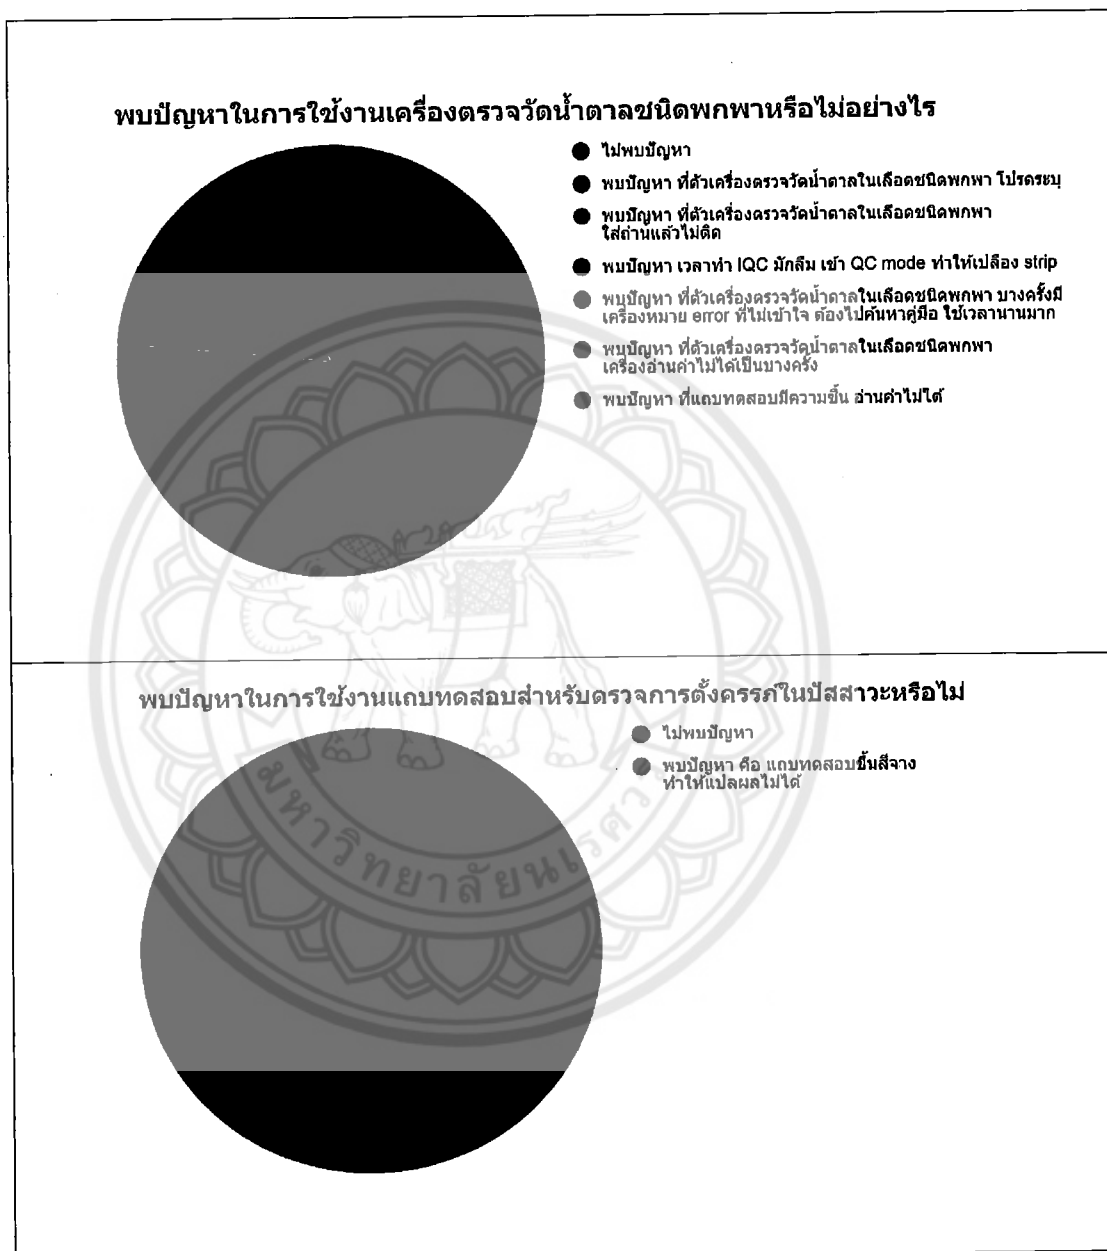 พบปัญหาในการใช้งานเครื่องตรวจวัดน้ำตาลชนิดพกพาหรือไม่อย่างไร
ไม่พบปัญหา
พบปัญหา ที่ตัวเครื่องตรวจวัดน้ำตาลในเลือดชนิดพกพา โปรดระบุ
พบปัญหา ที่ตัวเครื่องตรวจวัดน้ำตาลในเลือดชนิดพกพา
ใส่ถ่านแล้วไม่ติด
พบปัญหา เวลาทำ IQC มักลืม เข้า QC mode ทำให้เปลือง strip
พบปัญหา ที่ตัวเครื่องตรวจวัดน้ำตาลในเลือดชนิดพกพา บางครั้งมี
เครื่องหมาย error ที่ไม่เข้าใจ ต้องไปค้นหาคู่มือ ใช้เวลานานมาก
พบปัญหา ที่ตัวเครื่องตรวจวัดน้ำตาลในเลือดชนิดพกพา
เครื่องอ่านค่าไม่ได้เป็นบางครั้ง
พบปัญหา ที่แถบทดสอบมีความชื้น อ่านค่าไม่ได้
พบปัญหาในการใช้งานแถบทดสอบสำหรับตรวจการตั้งครรภ์ในปัสสาวะหรือไม่
ไม่พบปัญหา
พบปัญหา คือ แถบทดสอบขึ้นสีจาง
ทำให้แปลผลไม่ได้
มหาวิทยาลัยนเรศวร